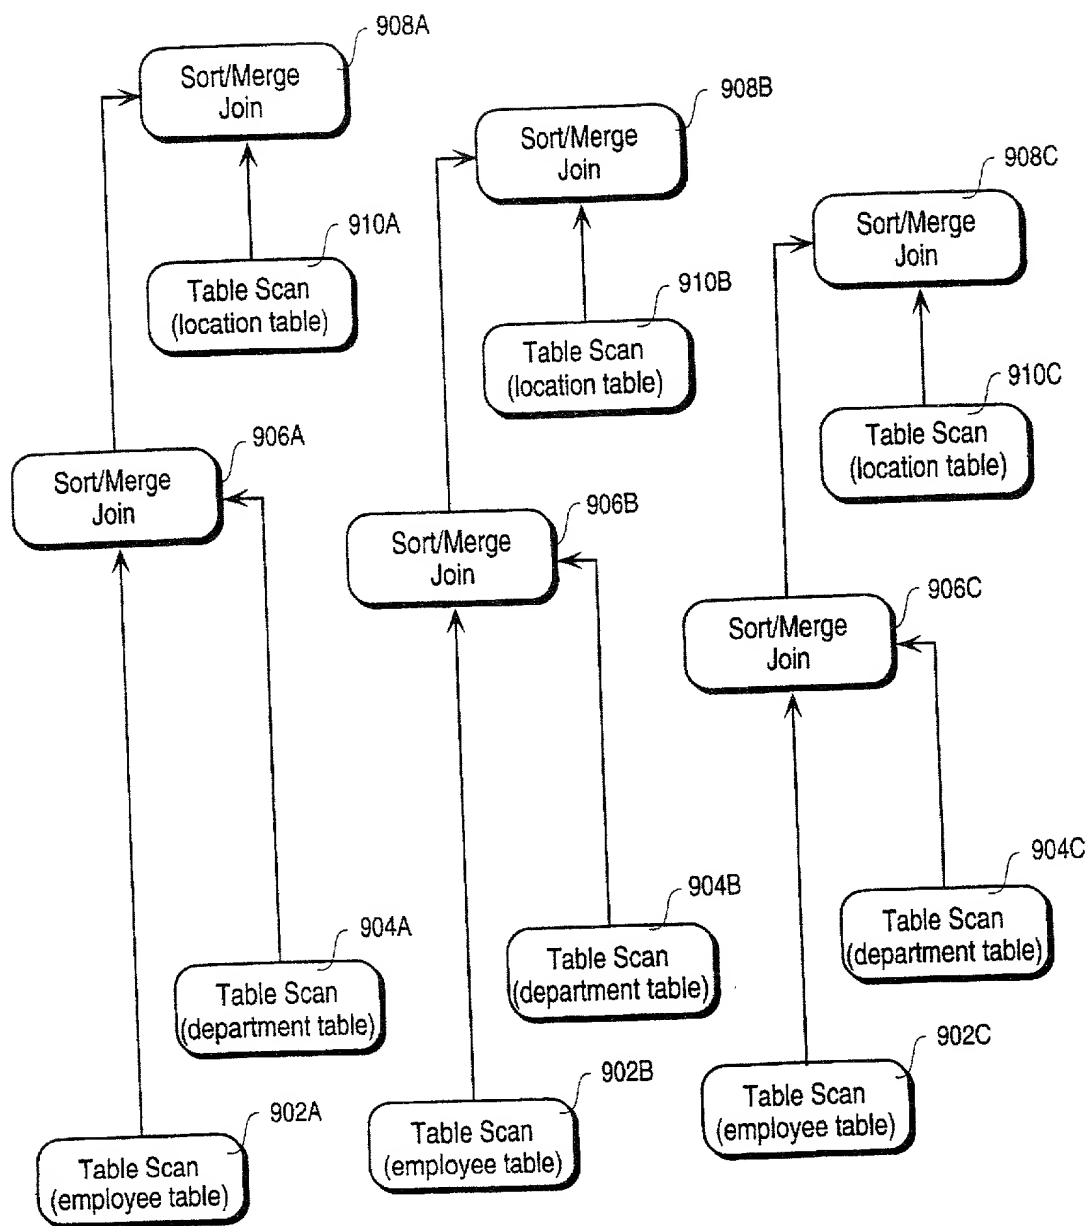 908A
Sort/Merge
Join
910A
Table Scan
(location table)
906A
Sort/Merge
Join
904A
Table Scan
(department table)
902A
Table Scan
(employee table)
908B
Sort/Merge
Join
910B
Table Scan
(location table)
906B
Sort/Merge
Join
904B
Table Scan
(department table)
902B
Table Scan
(employee table)
908C
Sort/Merge
Join
910C
Table Scan
(location table)
906C
Sort/Merge
Join
904C
Table Scan
(department table)
902C
Table Scan
(employee table)